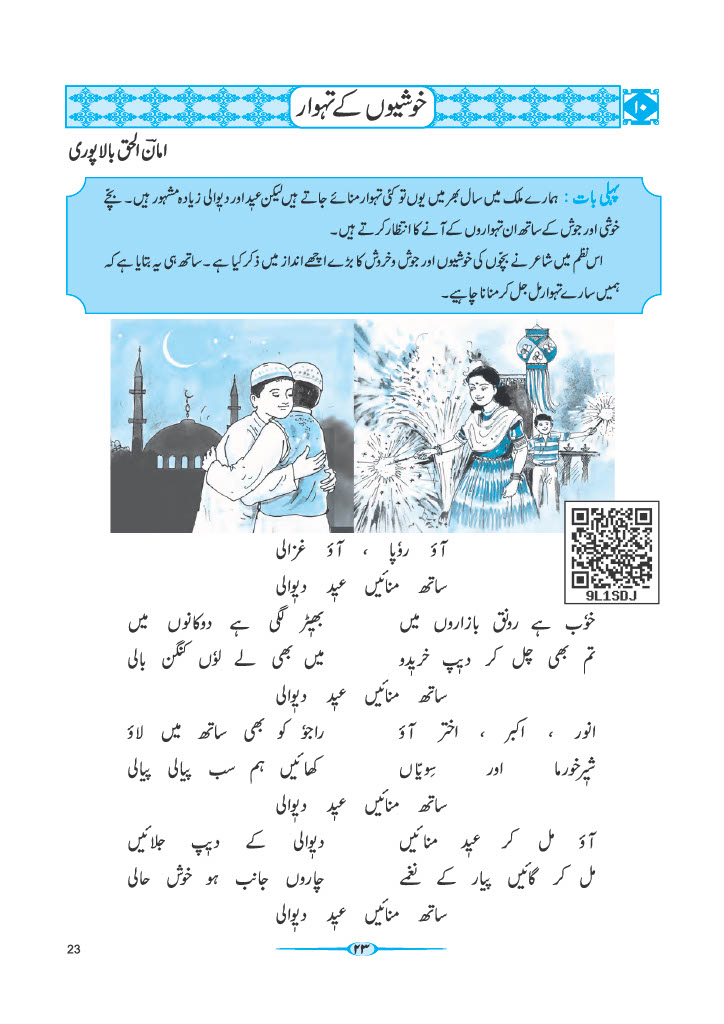 ۱۰
خوشیوں کے تہوار
امانؔ الحق بالاپوری
پہلی بات : ہمارے ملک میں سال بھر میں یوں تو کئی تہوار منائے جاتے ہیں لیکن عید اور دیوالی زیادہ مشہور ہیں۔ بچّے
خوشی اور جوش کے ساتھ ان تہواروں کے آنے کا انتظار کرتے ہیں۔
اس نظم میں شاعر نے بچّوں کی خوشیوں اور جوش و خروش کا بڑے اچھے انداز میں ذکر کیا ہے۔ ساتھ ہی یہ بتایا ہے کہ
ہمیں سارے تہوار مل جل کر منانا چاہیے۔
9L1SDJ
آؤ روٗپا ، آؤ غزالی
ساتھ منائیں عید دیوالی
خوٗب ہے رونق بازاروں میں بھیڑ لگی ہے دوکانوں میں
تم بھی چل کر دیپ خریدو میں بھی لے لوٗں کنگن بالی
ساتھ منائیں عید دیوالی
انور ، اکبر ، اختر آؤ راجوٗ کو بھی ساتھ میں لاؤ
شیرخورما اور سِویّاں کھائیں ہم سب پیالی پیالی
ساتھ منائیں عید دیوالی
آؤ مل کر عید منائیں دیوالی کے دیپ جلائیں
مل کر گائیں پیار کے نغمے چاروں جانب ہو خوش حالی
ساتھ منائیں عید دیوالی
۲۳
23